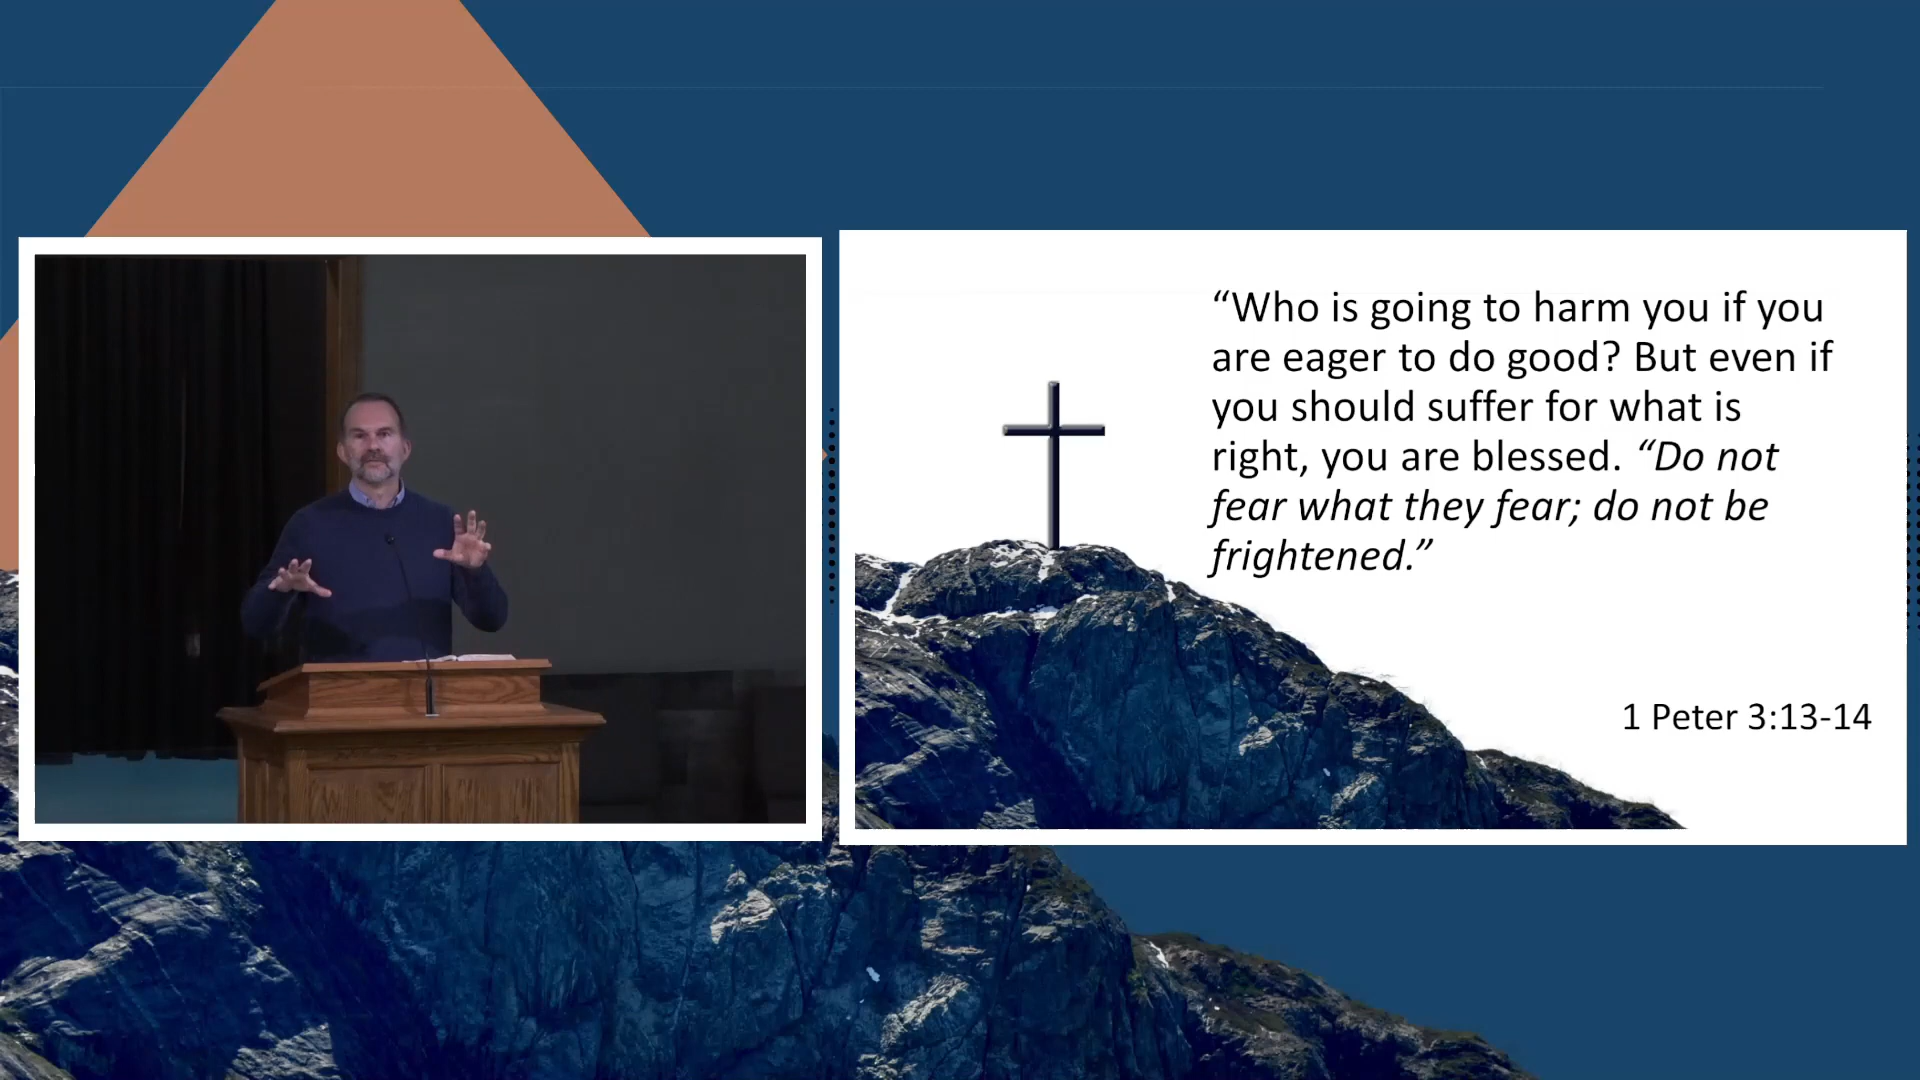 “Who is going to harm you if you
are eager to do good? But even if
you should suffer for what is
right, you are blessed. “Do not
fear what they fear; do not be
frightened.”
1 Peter 3:13-14